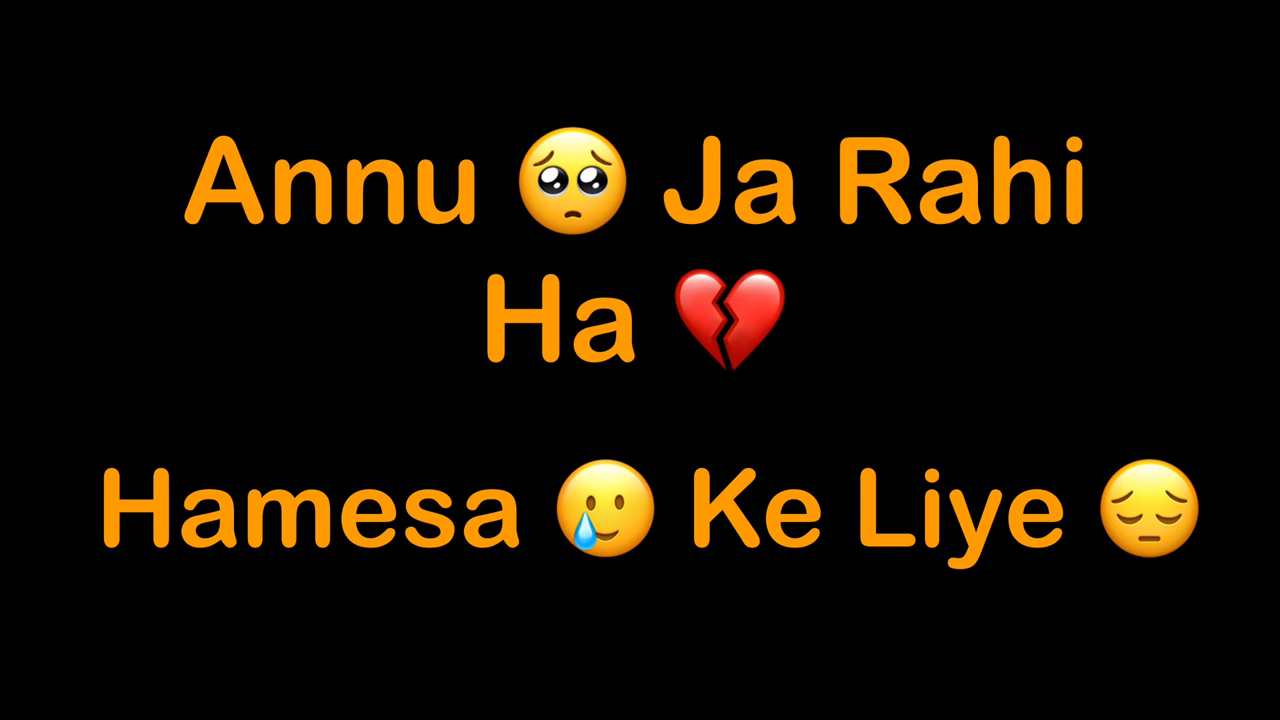 Annu 🥺 Ja Rahi
Ha 💔
Hamesa 🥲 Ke Liye 😔